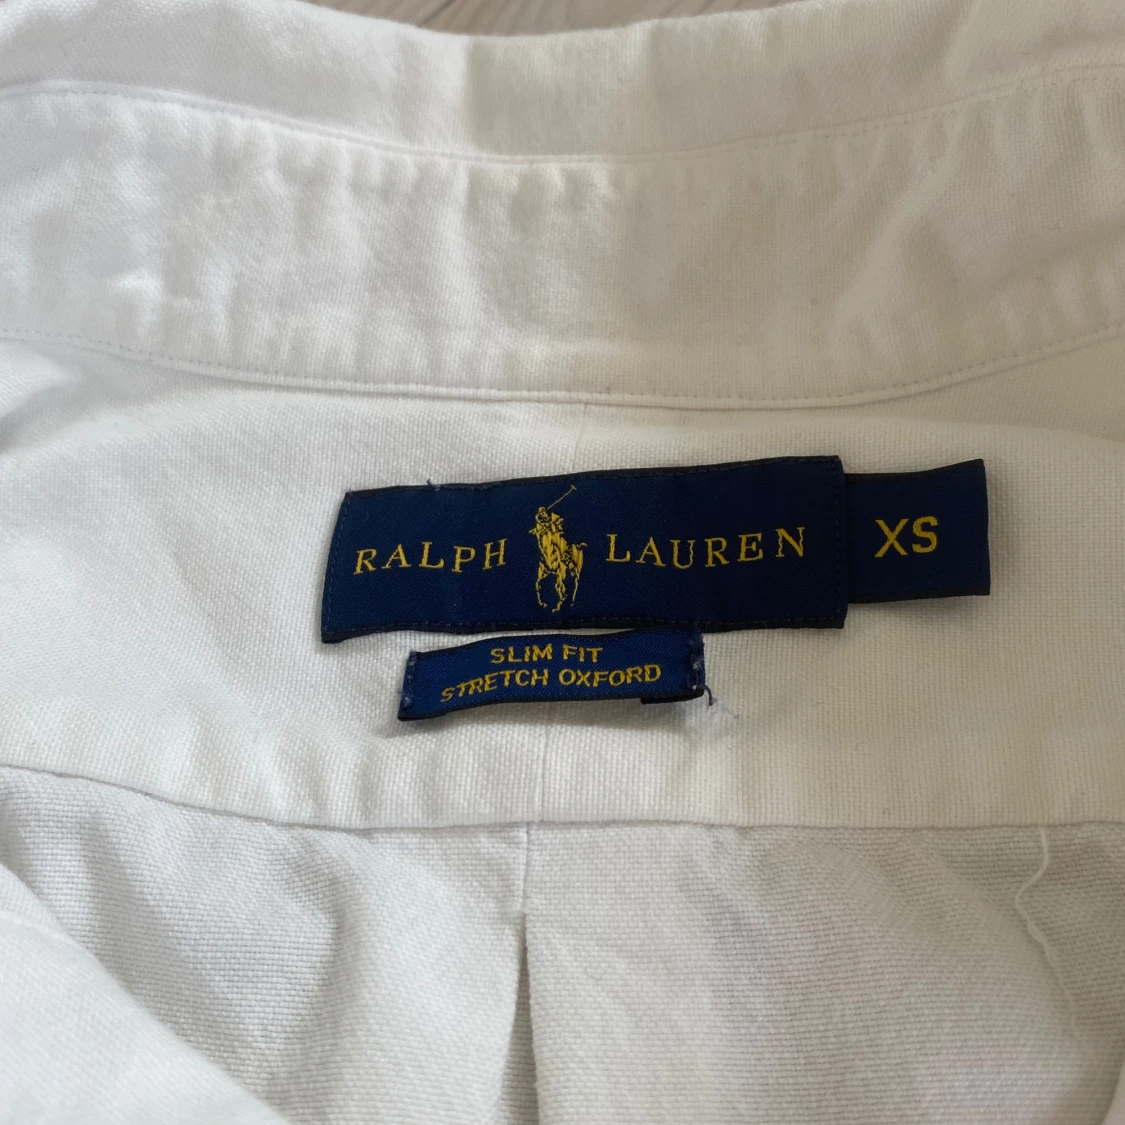 RALPH LAUREN XS
SLIM FIT
STRETCH OXFORD